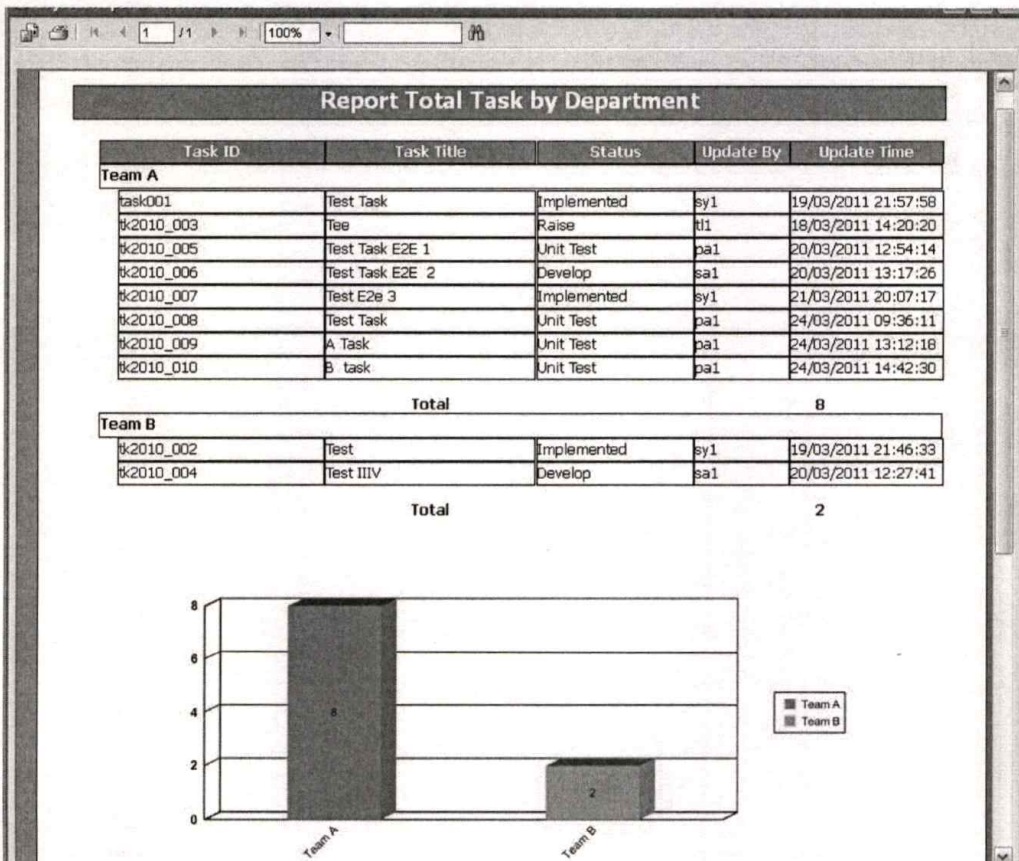 1 /1 100%
Report Total Task by Department
Task ID Task Title Status Update By Update Time
Team A
task001 Test Task Implemented sy1 19/03/2011 21:57:58
tk2010_003 Tee Raise tl1 18/03/2011 14:20:20
tk2010_005 Test Task E2E 1 Unit Test pa1 20/03/2011 12:54:14
tk2010_006 Test Task E2E 2 Develop sa1 20/03/2011 13:17:26
tk2010_007 Test E2e 3 Implemented sy1 21/03/2011 20:07:17
tk2010_008 Test Task Unit Test pa1 24/03/2011 09:36:11
tk2010_009 A Task Unit Test pa1 24/03/2011 13:12:18
tk2010_010 B task Unit Test pa1 24/03/2011 14:42:30
Total 8
Team B
tk2010_002 Test Implemented sy1 19/03/2011 21:46:33
tk2010_004 Test IIIV Develop sa1 20/03/2011 12:27:41
Total 2
8
6
4
2
0
8
2
Team A
Team B
Team A
Team B